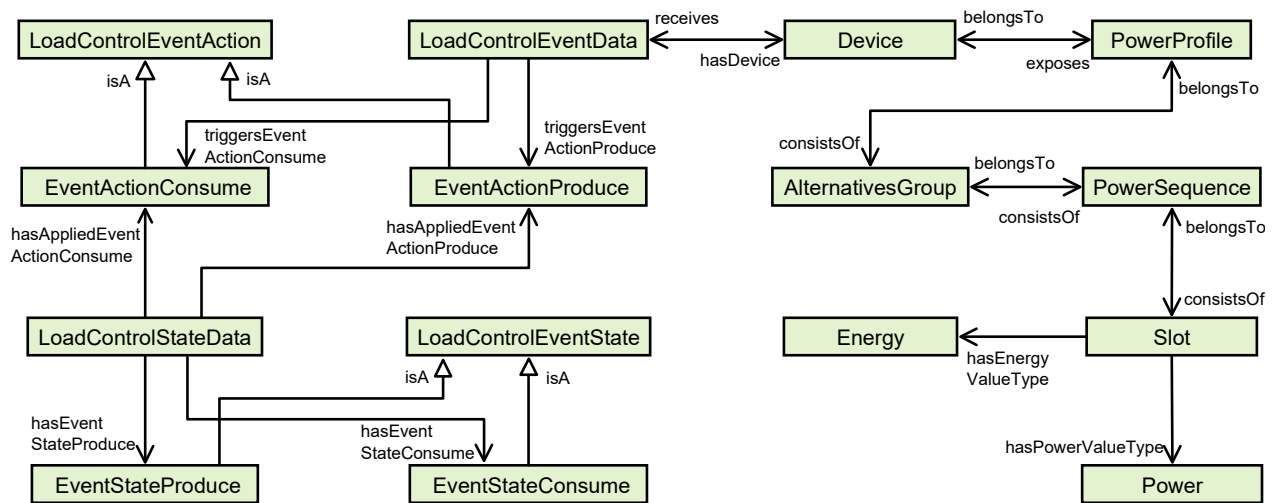 receives
belongsTo
LoadControlEventAction
LoadControlEventData
Device
PowerProfile
isA
isA
hasDevice
exposes
belongsTo
triggersEvent
ActionConsume
triggersEvent
ActionProduce
consistsOf
belongsTo
EventActionConsume
EventActionProduce
AlternativesGroup
PowerSequence
consistsOf
hasAppliedEvent
ActionConsume
hasAppliedEvent
ActionProduce
belongsTo
consistsOf
LoadControlStateData
LoadControlEventState
Energy
Slot
hasEnergy
ValueType
isA
isA
hasEvent
StateProduce
hasEvent
StateConsume
hasPowerValueType
EventStateProduce
EventStateConsume
Power